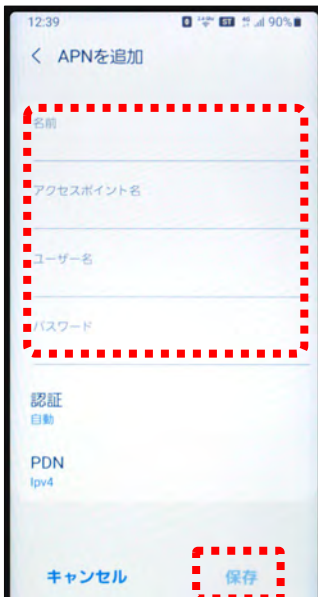 12:39 90%
< APNを追加
名前
アクセスポイント名
ユーザー名
パスワード
認証
自動
PDN
Ipv4
キャンセル 保存